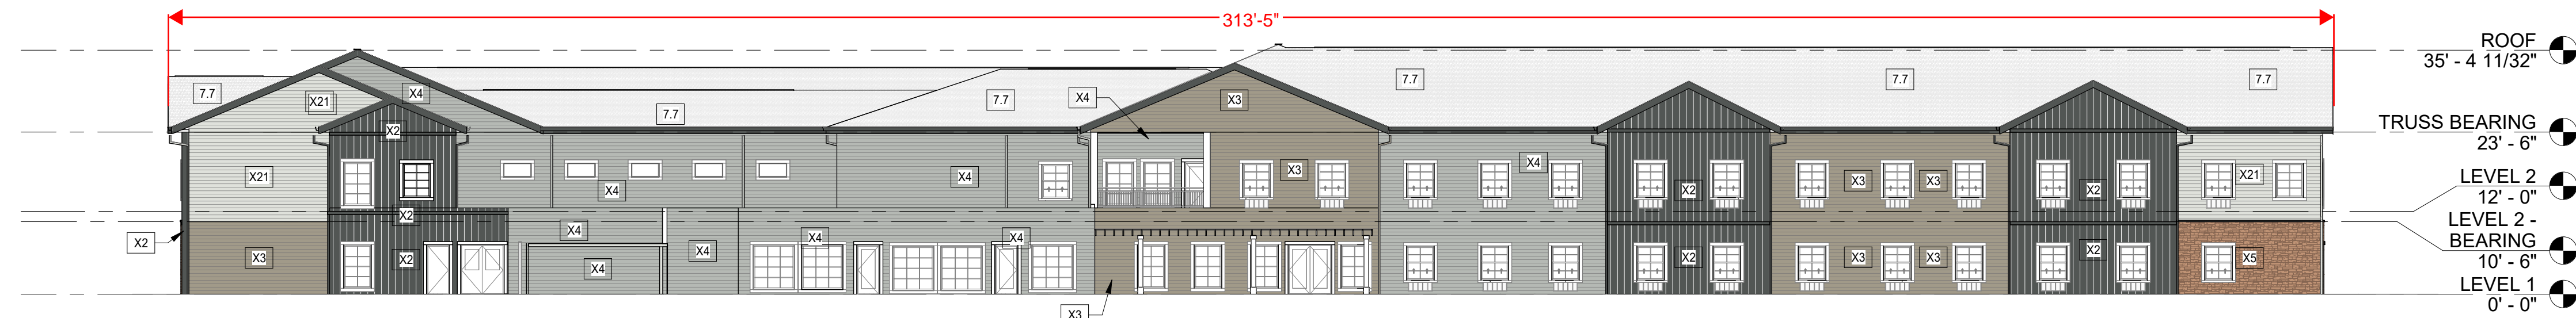 313'-5"
ROOF
35' - 4 11/32"
7.7
7.7
7.7
7.7
X21
X4
X4
X3
7.7
7.7
X2
TRUSS BEARING
23' - 6"
X21
X4
X4
X3
X4
X2
X3
X3
X2
X21
LEVEL 2
12' - 0"
X2
X4
LEVEL 2 -
BEARING
10' - 6"
X2
X3
X2
X4
X4
X4
X4
X2
X3
X3
X2
X5
LEVEL 1
0' - 0"
X3